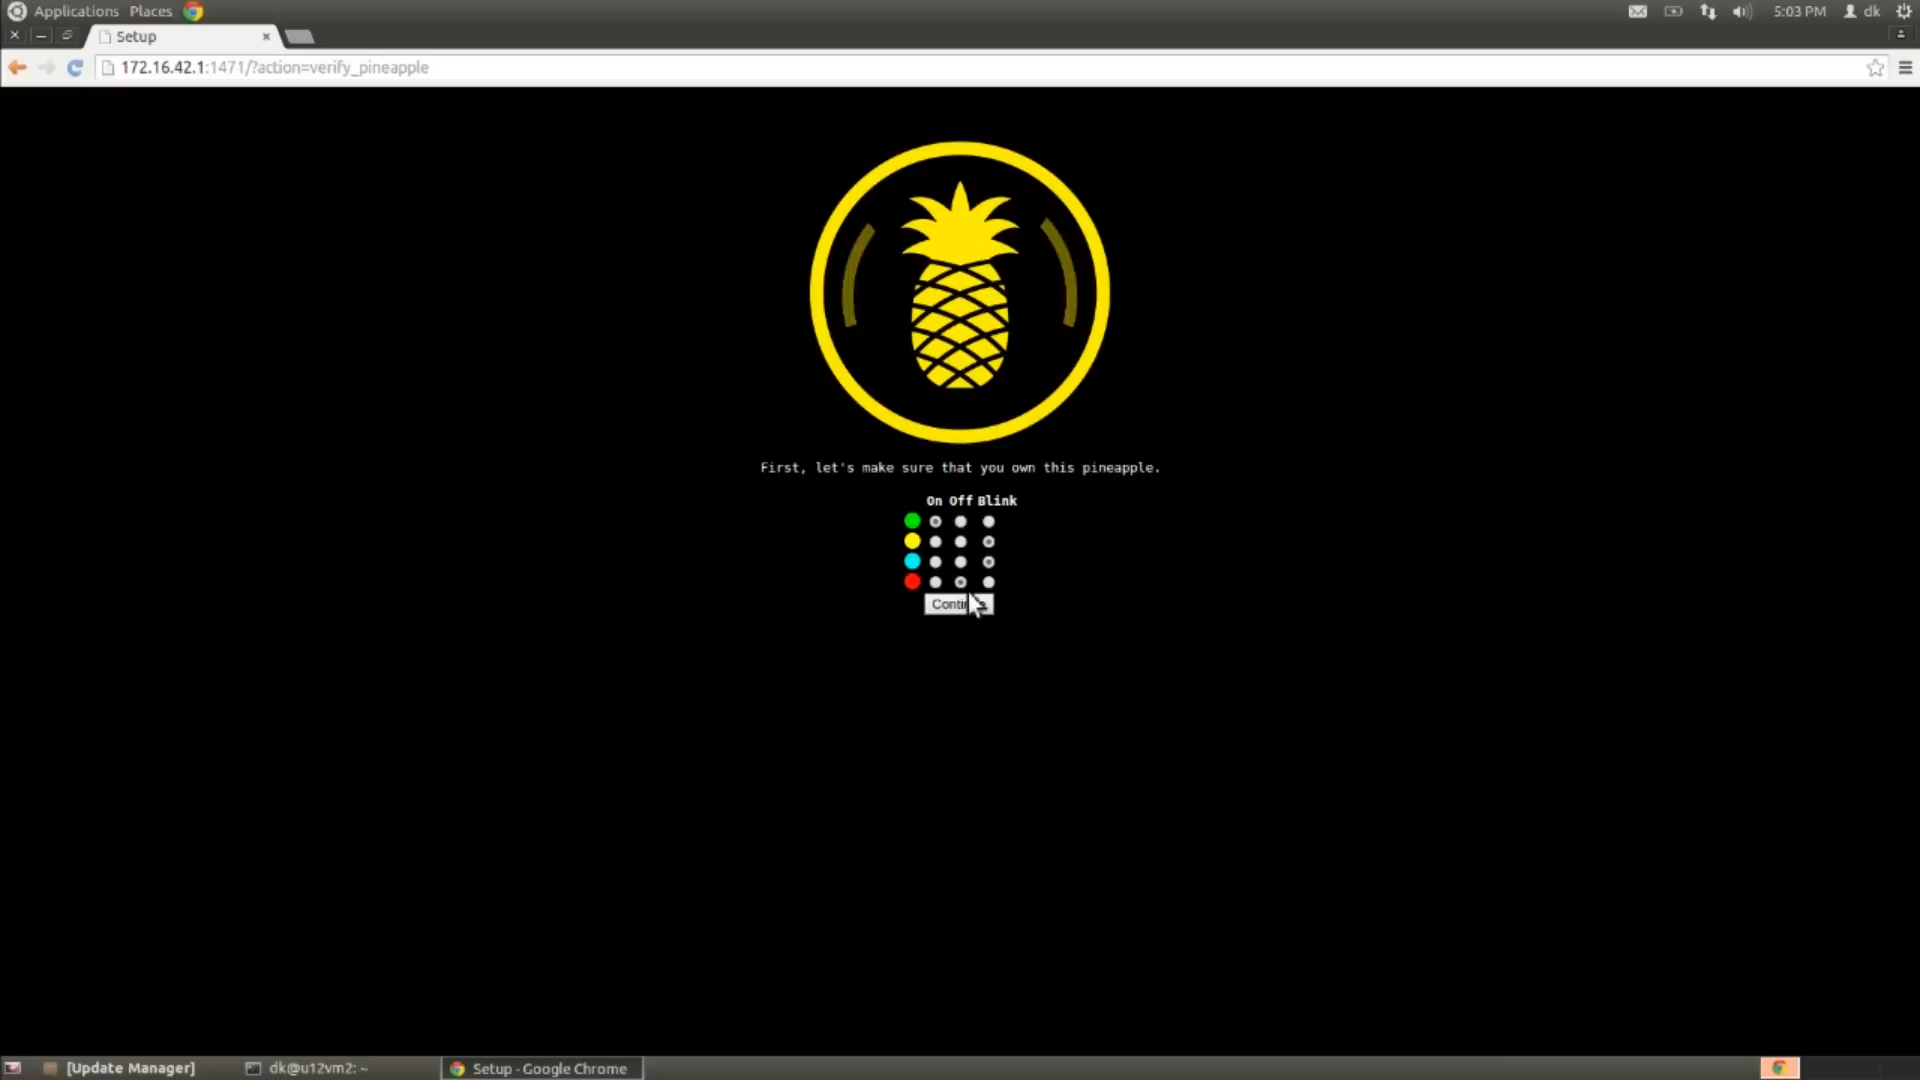 Applications Places
5:03 PM dk
Setup
172.16.42.1:1471/?action=verify_pineapple
First, let's make sure that you own this pineapple.
On Off Blink
[Update Manager] dk@u12vm2: ~ Setup - Google Chrome